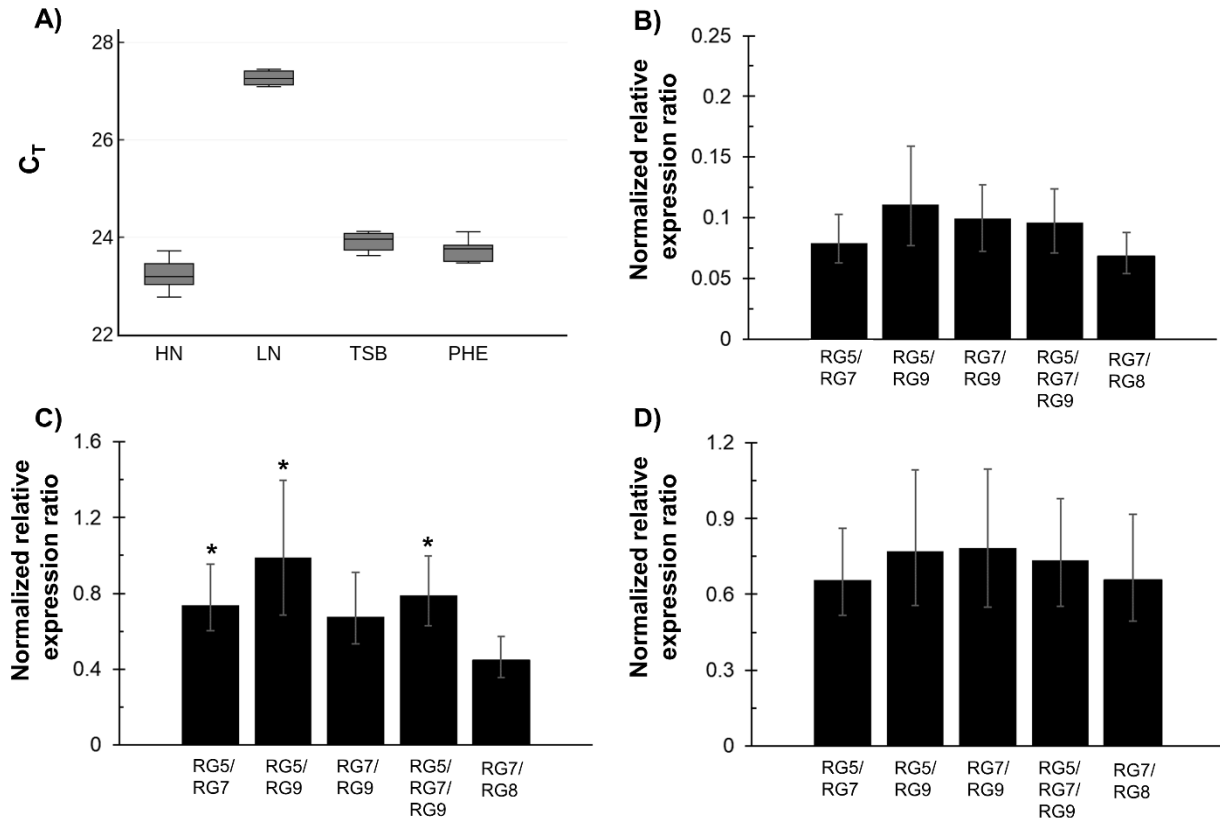 A)
28
26
24
22
C_T
HN LN TSB PHE
B)
0.25
0.2
0.15
0.1
0.05
0
Normalized relative
expression ratio
RG5/ RG5/ RG7/ RG5/ RG7/
RG7 RG9 RG9 RG7/ RG8
RG9
C)
1.6
1.2
0.8
0.4
0
Normalized relative
expression ratio
* * *
RG5/ RG5/ RG7/ RG5/ RG7/
RG7 RG9 RG9 RG7/ RG8
RG9
D)
1.2
0.9
0.6
0.3
0
Normalized relative
expression ratio
RG5/ RG5/ RG7/ RG5/ RG7/
RG7 RG9 RG9 RG7/ RG8
RG9